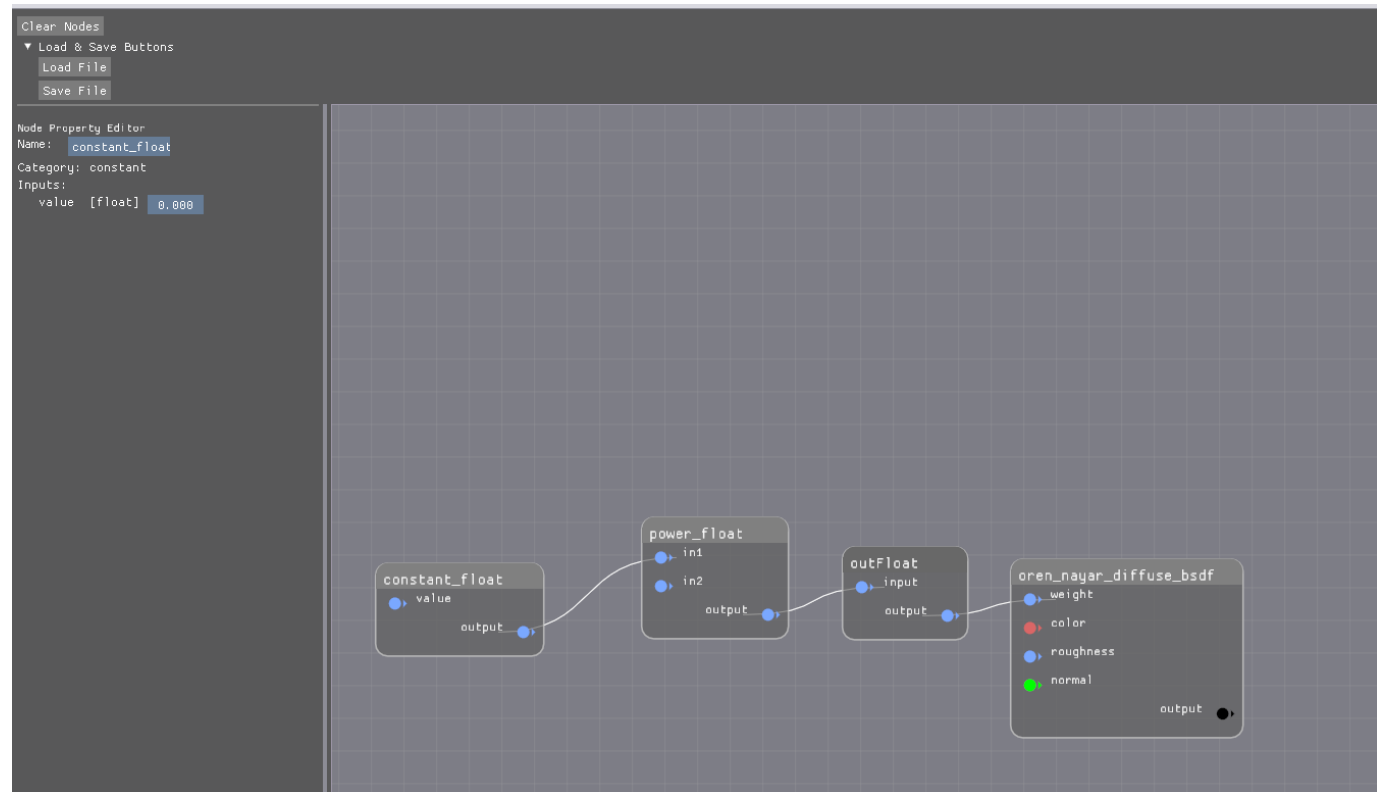 Clear Nodes
Load & Save Buttons
Load File
Save File
Node Property Editor
Name: constant_float
Category: constant
Inputs:
value [float] 0.000
constant_float
value
output
power_float
in1
in2
output
outFloat
input
output
oren_nayar_diffuse_bsdf
weight
color
roughness
normal
output